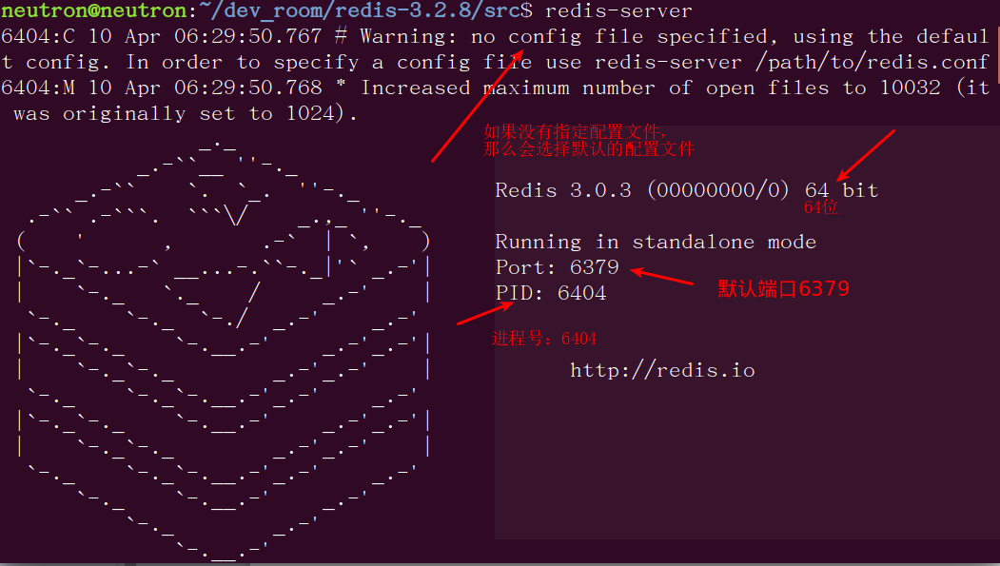 neutron@neutron:~/dev_room/redis-3.2.8/src$ redis-server
6404:C 10 Apr 06:29:50.767 # Warning: no config file specified, using the defaul
t config. In order to specify a config file use redis-server /path/to/redis.conf
6404:M 10 Apr 06:29:50.768 * Increased maximum number of open files to 10032 (it
 was originally set to 1024).
如果没有指定配置文件，
那么会选择默认的配置文件
Redis 3.0.3 (00000000/0) 64 bit
64位
Running in standalone mode
Port: 6379
默认端口6379
PID: 6404
进程号：6404
http://redis.io